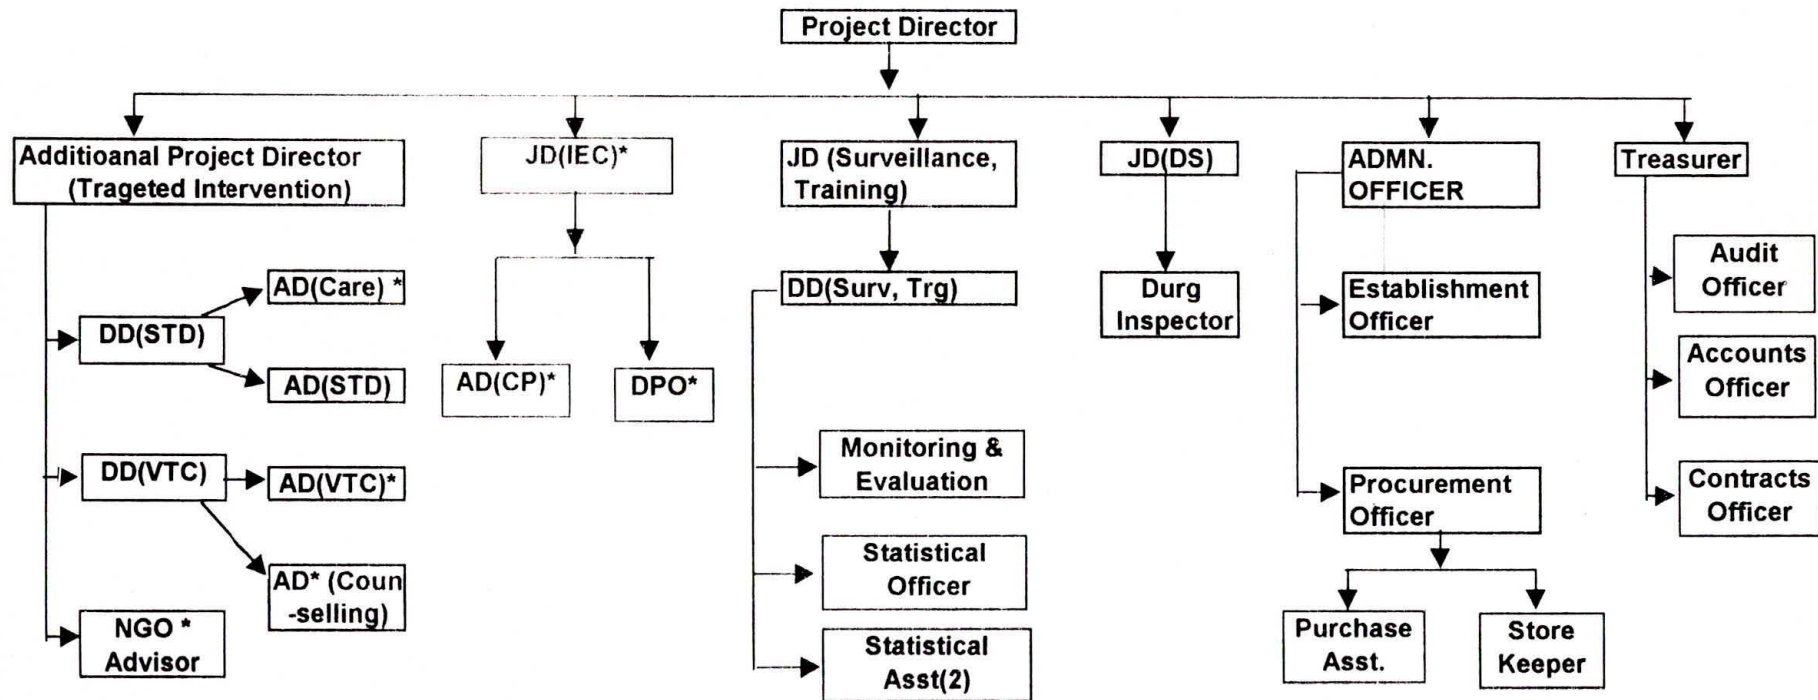 Project Director
Additioanal Project Director
(Trageted Intervention)
JD(IEC)*
JD (Surveillance,
Training)
JD(DS)
ADMN.
OFFICER
Treasurer
AD(Care) *
DD(STD)
AD(STD)
DD(VTC)
AD(VTC)*
AD* (Coun
-selling)
NGO *
Advisor
AD(CP)*
DPO*
DD(Surv, Trg)
Monitoring &
Evaluation
Statistical
Officer
Statistical
Asst(2)
Durg
Inspector
Establishment
Officer
Procurement
Officer
Purchase
Asst.
Store
Keeper
Audit
Officer
Accounts
Officer
Contracts
Officer